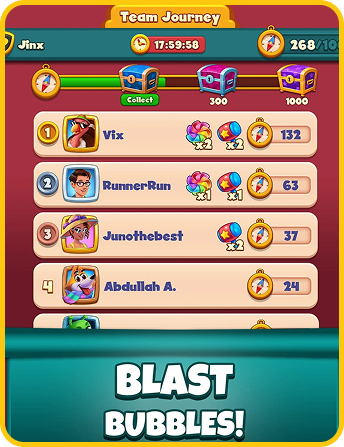 Team Journey
Jinx
17:59:58
268/100
Collect
300
1000
1
Vix
x2
x2
132
2
RunnerRun
x1
x1
63
3
Junothebest
x2
37
4
Abdullah A.
24
BLAST
BUBBLES!